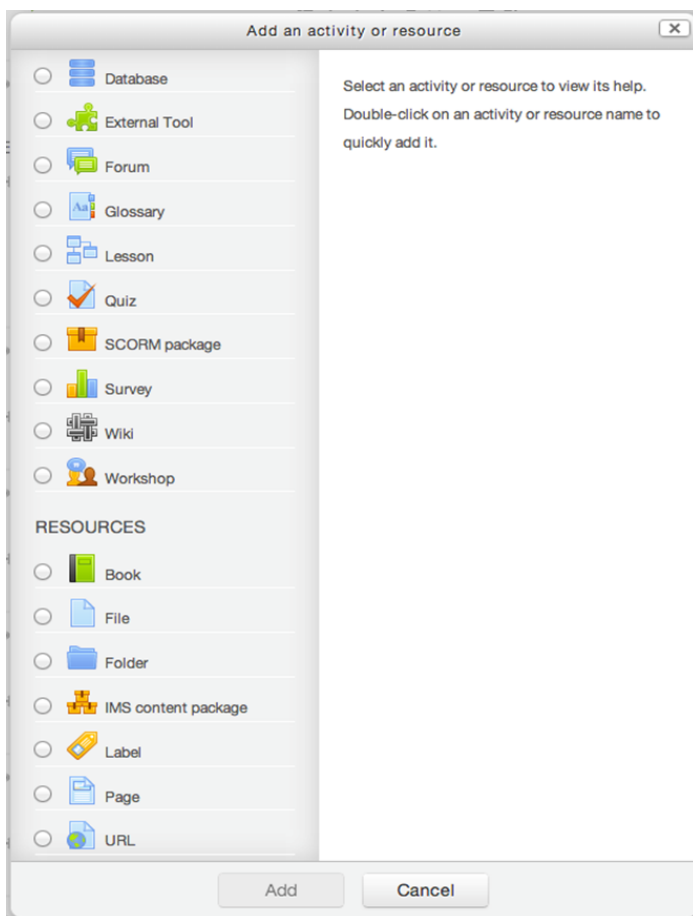 Add an activity or resource
Database
External Tool
Forum
Glossary
Lesson
Quiz
SCORM package
Survey
Wiki
Workshop
RESOURCES
Book
File
Folder
IMS content package
Label
Page
URL
Select an activity or resource to view its help.
Double-click on an activity or resource name to
quickly add it.
Add
Cancel